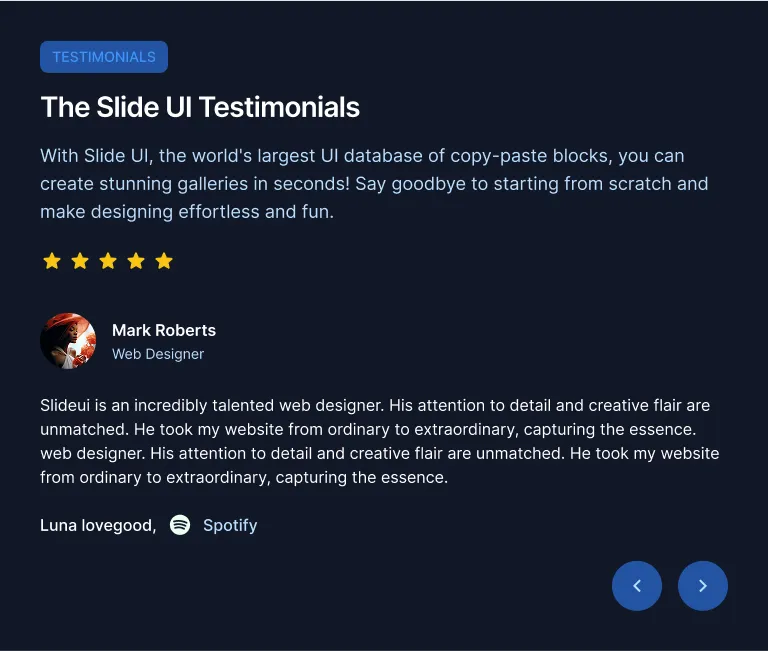 TESTIMONIALS
The Slide UI Testimonials
With Slide UI, the world's largest UI database of copy-paste blocks, you can
create stunning galleries in seconds! Say goodbye to starting from scratch and
make designing effortless and fun.
Mark Roberts
Web Designer
Slideui is an incredibly talented web designer. His attention to detail and creative flair are
unmatched. He took my website from ordinary to extraordinary, capturing the essence.
web designer. His attention to detail and creative flair are unmatched. He took my website
from ordinary to extraordinary, capturing the essence.
Luna lovegood, Spotify